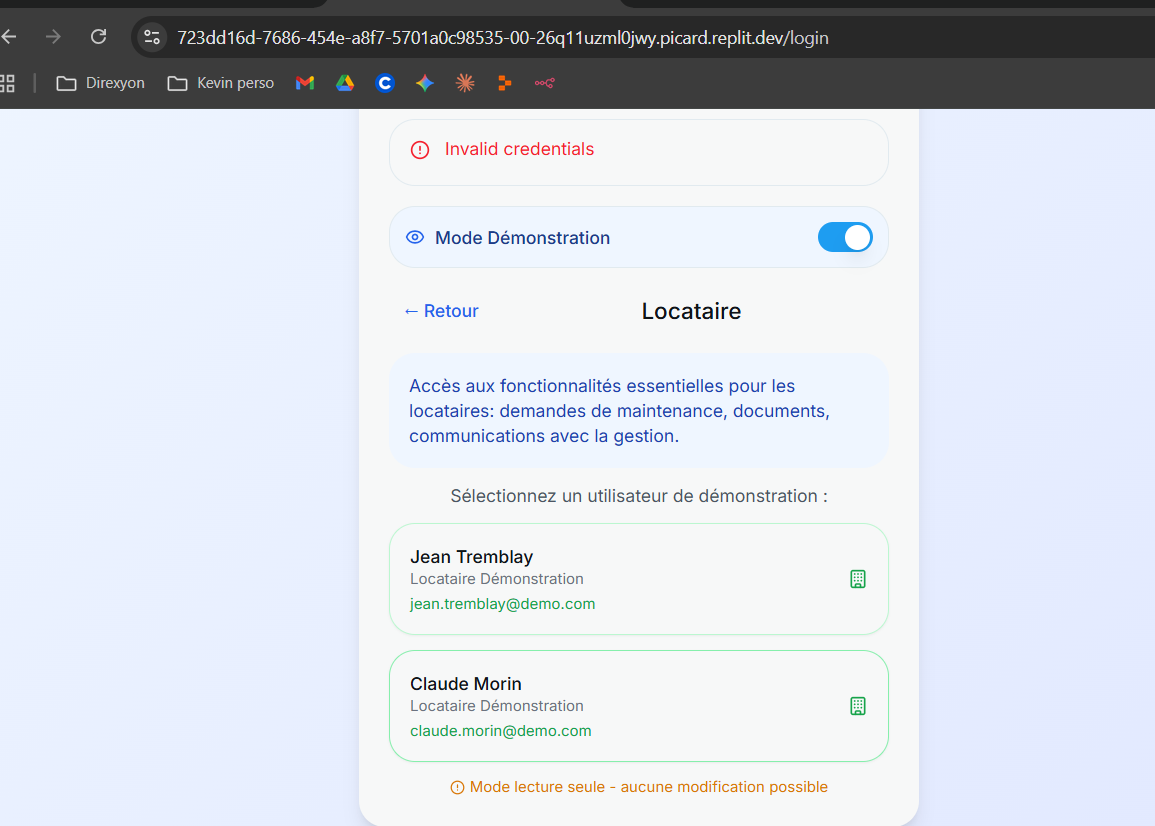 723dd16d-7686-454e-a8f7-5701a0c98535-00-26q11uzml0jwy.picard.replit.dev/login
Direxyon
Kevin perso
Invalid credentials
Mode Démonstration
← Retour
Locataire
Accès aux fonctionnalités essentielles pour les
locataires: demandes de maintenance, documents,
communications avec la gestion.
Sélectionnez un utilisateur de démonstration :
Jean Tremblay
Locataire Démonstration
jean.tremblay@demo.com
Claude Morin
Locataire Démonstration
claude.morin@demo.com
Mode lecture seule - aucune modification possible